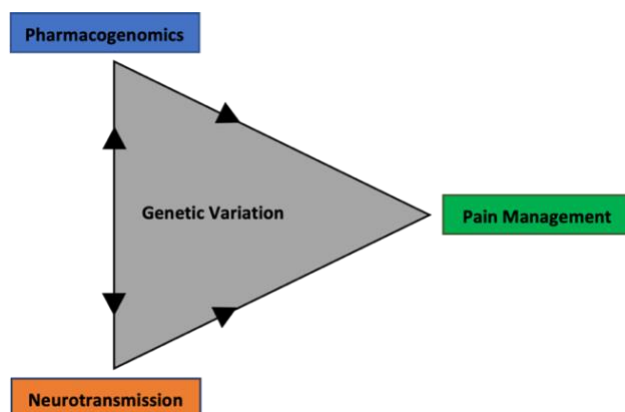 Pharmacogenomics
Genetic Variation
Pain Management
Neurotransmission